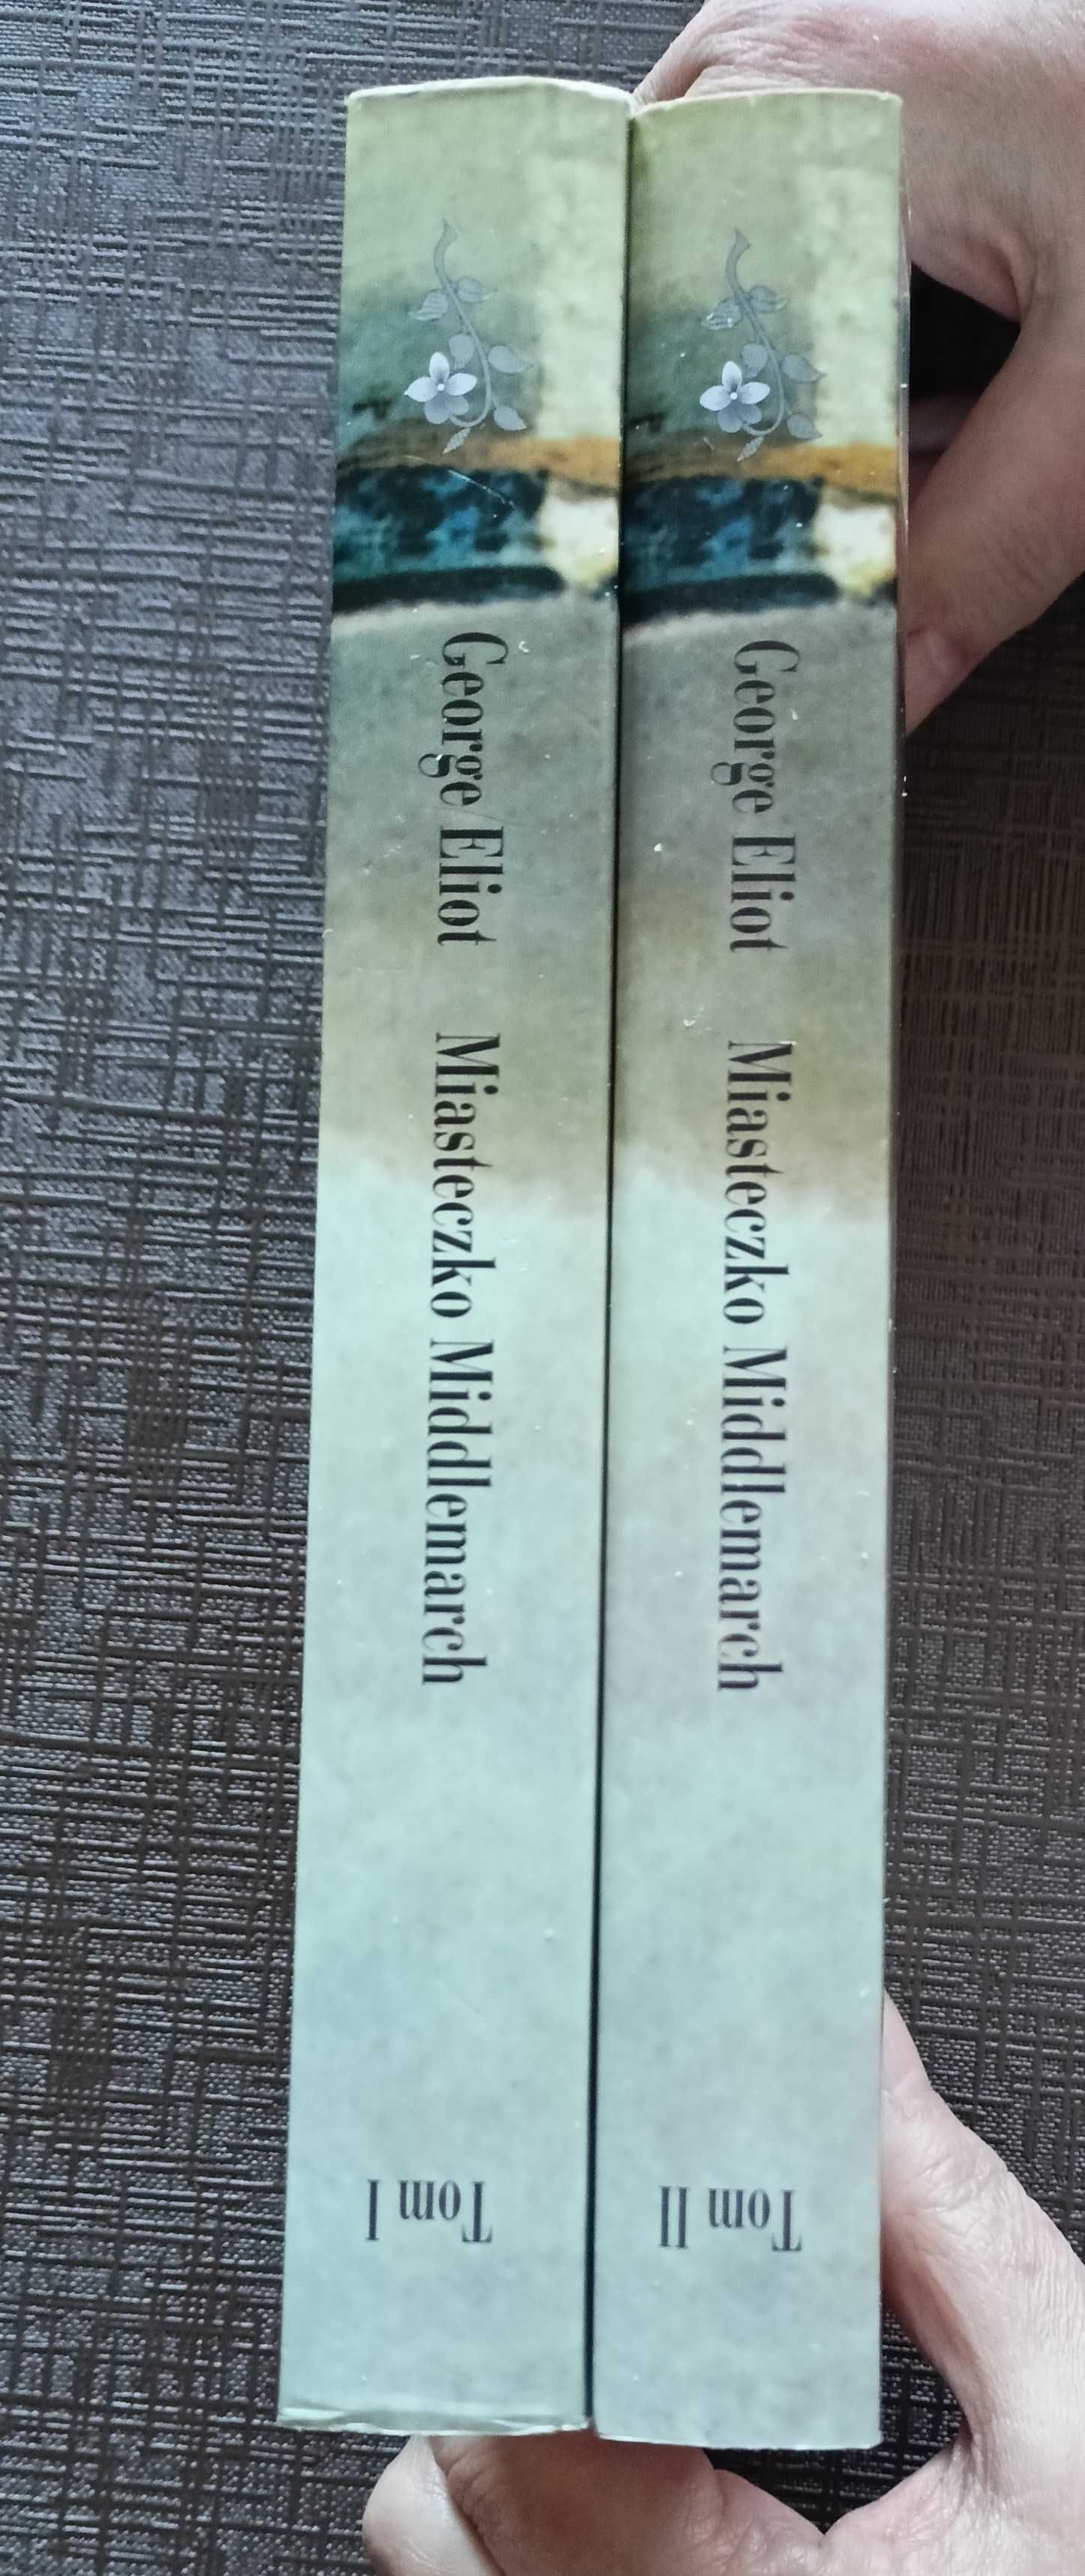 George Eliot Miasteczko Middlemarch
Tom I
George Eliot Miasteczko Middlemarch
Tom II